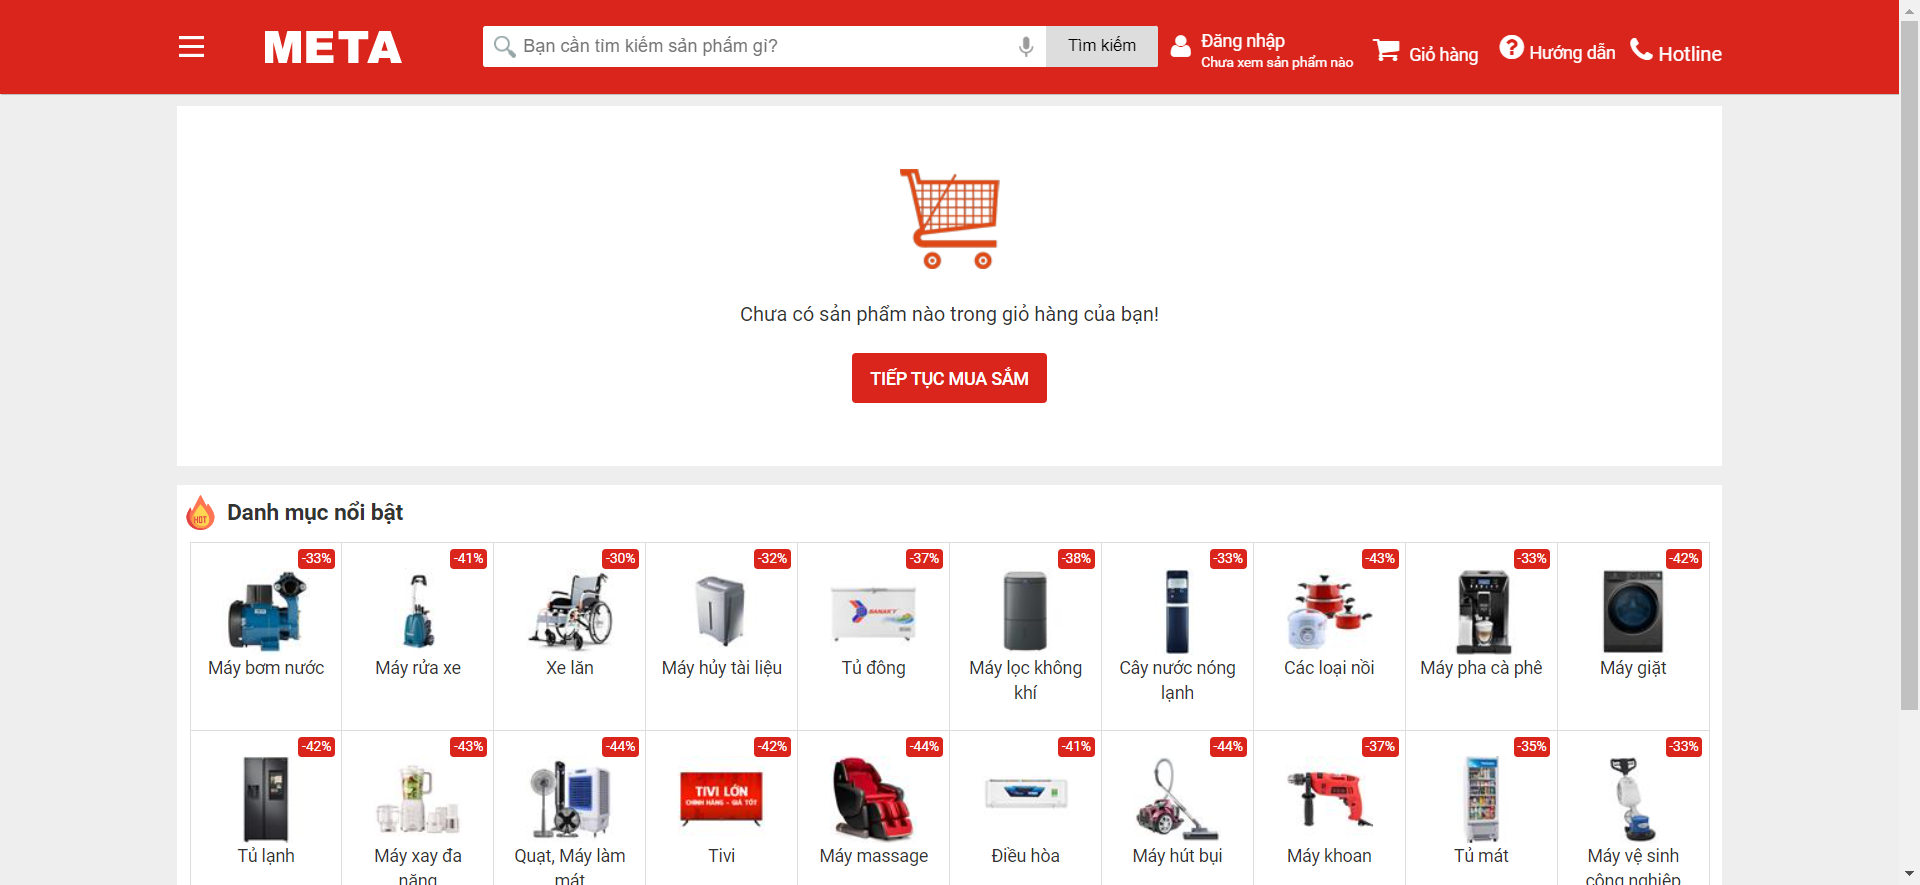 META
Bạn cần tìm kiếm sản phẩm gì?
Tìm kiếm
Đăng nhập
Chưa xem sản phẩm nào
Giỏ hàng
Hướng dẫn
Hotline
Chưa có sản phẩm nào trong giỏ hàng của bạn!
TIẾP TỤC MUA SẮM
HOT
Danh mục nổi bật
-33%
Máy bơm nước
-41%
Máy rửa xe
-30%
Xe lăn
-32%
Máy hủy tài liệu
-37%
SANAKY
Tủ đông
-38%
Máy lọc không
khí
-33%
Cây nước nóng
lạnh
-43%
Các loại nồi
-33%
Máy pha cà phê
-42%
Máy giặt
-42%
Tủ lạnh
-43%
Máy xay đa
năng
-44%
Quạt, Máy làm
mát
-42%
TIVI LỚN
CHÍNH HÃNG - GIÁ TỐT
Tivi
-44%
Máy massage
-41%
Điều hòa
-44%
Máy hút bụi
-37%
Máy khoan
-35%
Tủ mát
-33%
Máy vệ sinh
công nghiệp